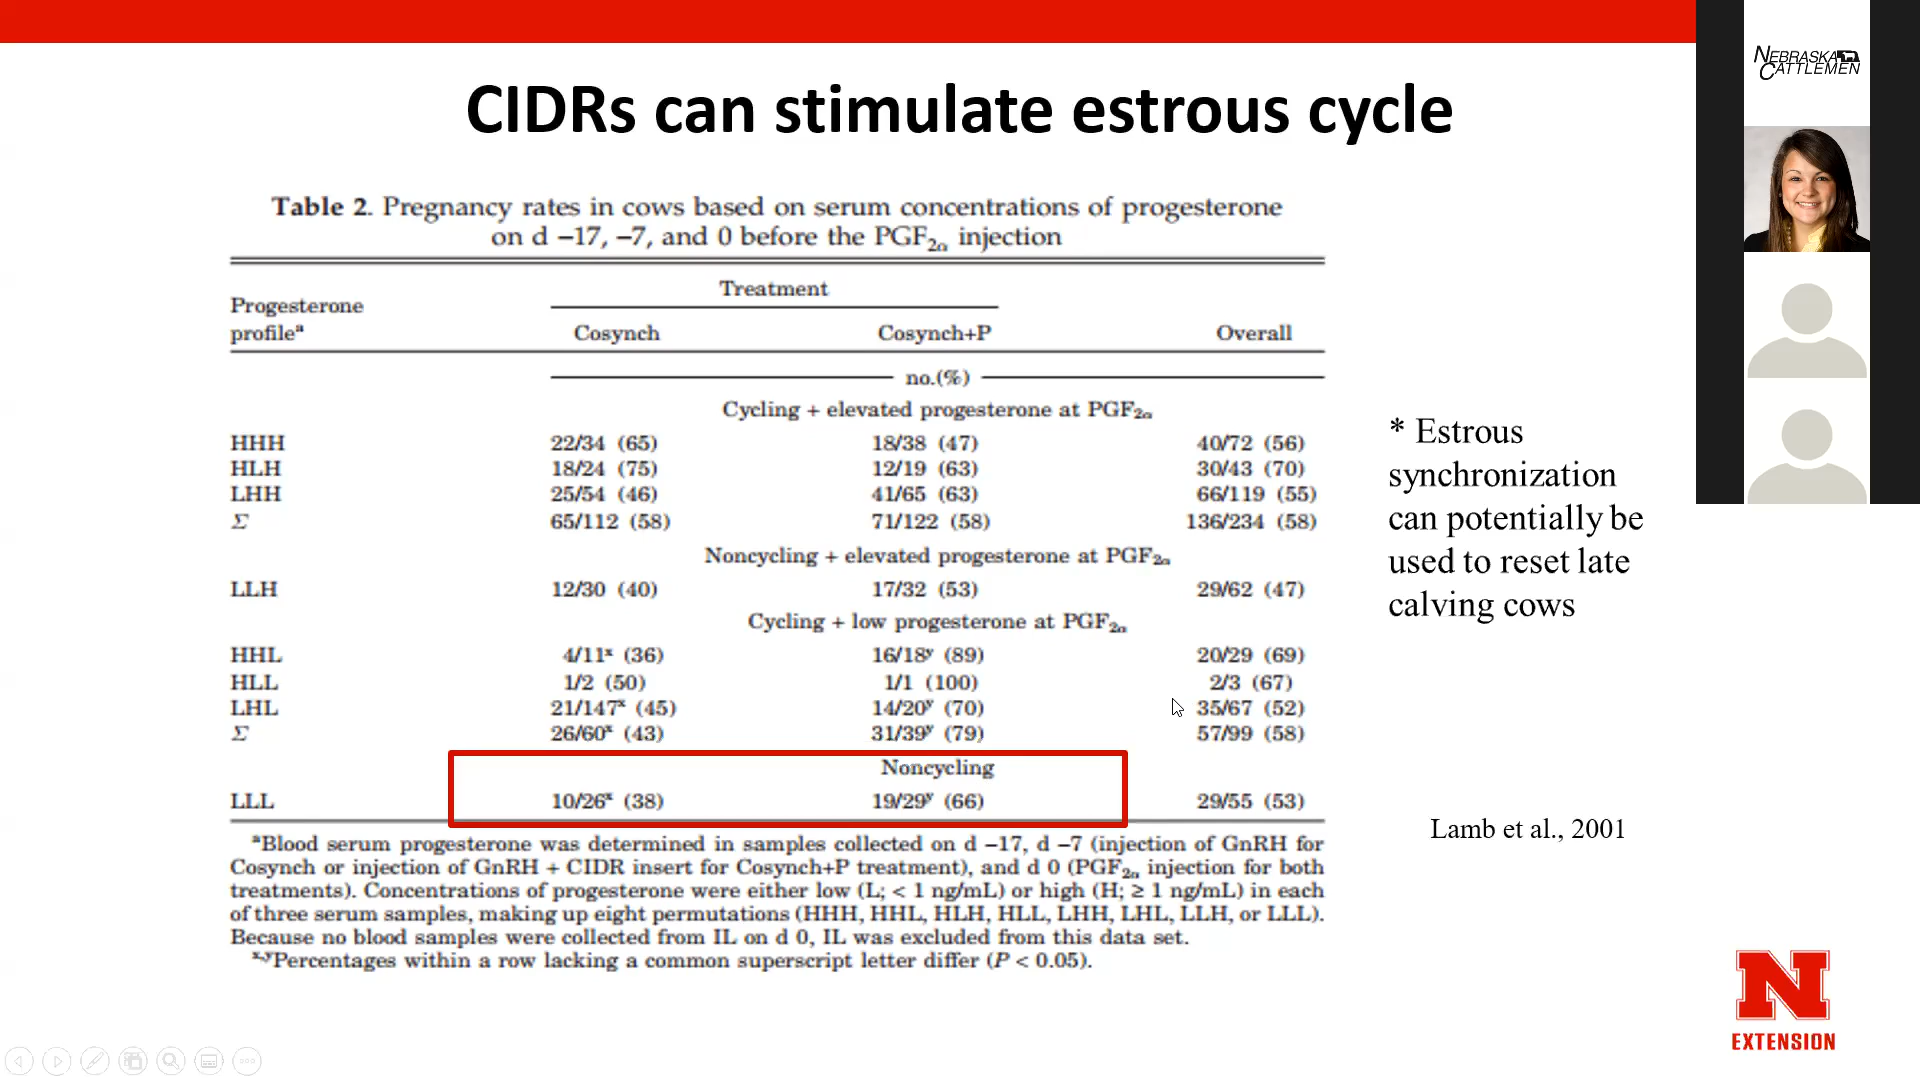 CIDRs can stimulate estrous cycle
NEBRASKA
CATTLEMEN
Table 2. Pregnancy rates in cows based on serum concentrations of progesterone
on d −17, −7, and 0 before the PGF2α injection
Treatment
Progesterone
profileª
Cosynch Cosynch+P Overall
no.(%)
Cycling + elevated progesterone at PGF2α
HHH 22/34 (65) 18/38 (47) 40/72 (56)
HLH 18/24 (75) 12/19 (63) 30/43 (70)
LHH 25/54 (46) 41/65 (63) 66/119 (55)
Σ 65/112 (58) 71/122 (58) 136/234 (58)
Noncycling + elevated progesterone at PGF2α
LLH 12/30 (40) 17/32 (53) 29/62 (47)
Cycling + low progesterone at PGF2α
HHL 4/11ˣ (36) 16/18ʸ (89) 20/29 (69)
HLL 1/2 (50) 1/1 (100) 2/3 (67)
LHL 21/147ˣ (45) 14/20ʸ (70) 35/67 (52)
Σ 26/60ˣ (43) 31/39ʸ (79) 57/99 (58)
Noncycling
LLL 10/26ˣ (38) 19/29ʸ (66) 29/55 (53)
ªBlood serum progesterone was determined in samples collected on d −17, d −7 (injection of GnRH for
Cosynch or injection of GnRH + CIDR insert for Cosynch+P treatment), and d 0 (PGF2α injection for both
treatments). Concentrations of progesterone were either low (L; < 1 ng/mL) or high (H; ≥ 1 ng/mL) in each
of three serum samples, making up eight permutations (HHH, HHL, HLH, HLL, LHH, LHL, LLH, or LLL).
Because no blood samples were collected from IL on d 0, IL was excluded from this data set.
ˣ,ʸPercentages within a row lacking a common superscript letter differ (P < 0.05).
* Estrous
synchronization
can potentially be
used to reset late
calving cows
Lamb et al., 2001
N
EXTENSION